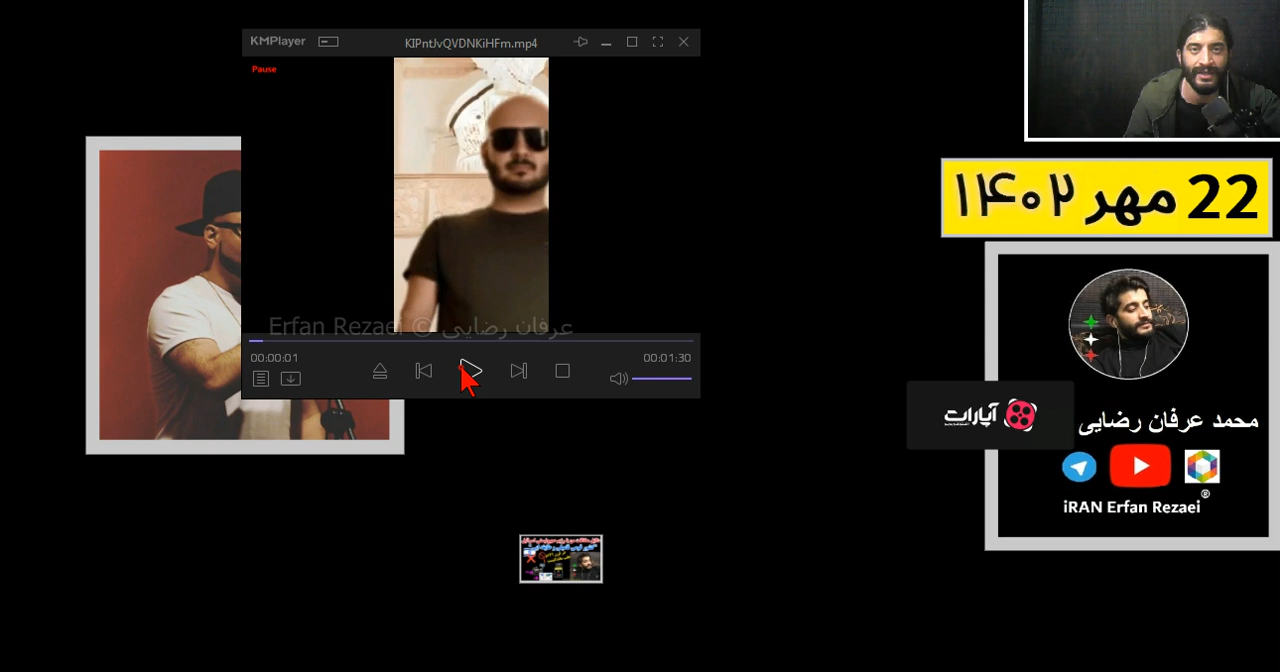 KMPlayer
KIPntJvQVDNKiHFm.mp4
Pause
Erfan Rezaei © عرفان رضایی
00:00:01
00:01:30
22 مهر ۱۴۰۲
آپارات
محمد عرفان رضایی
iRAN Erfan Rezaei ®